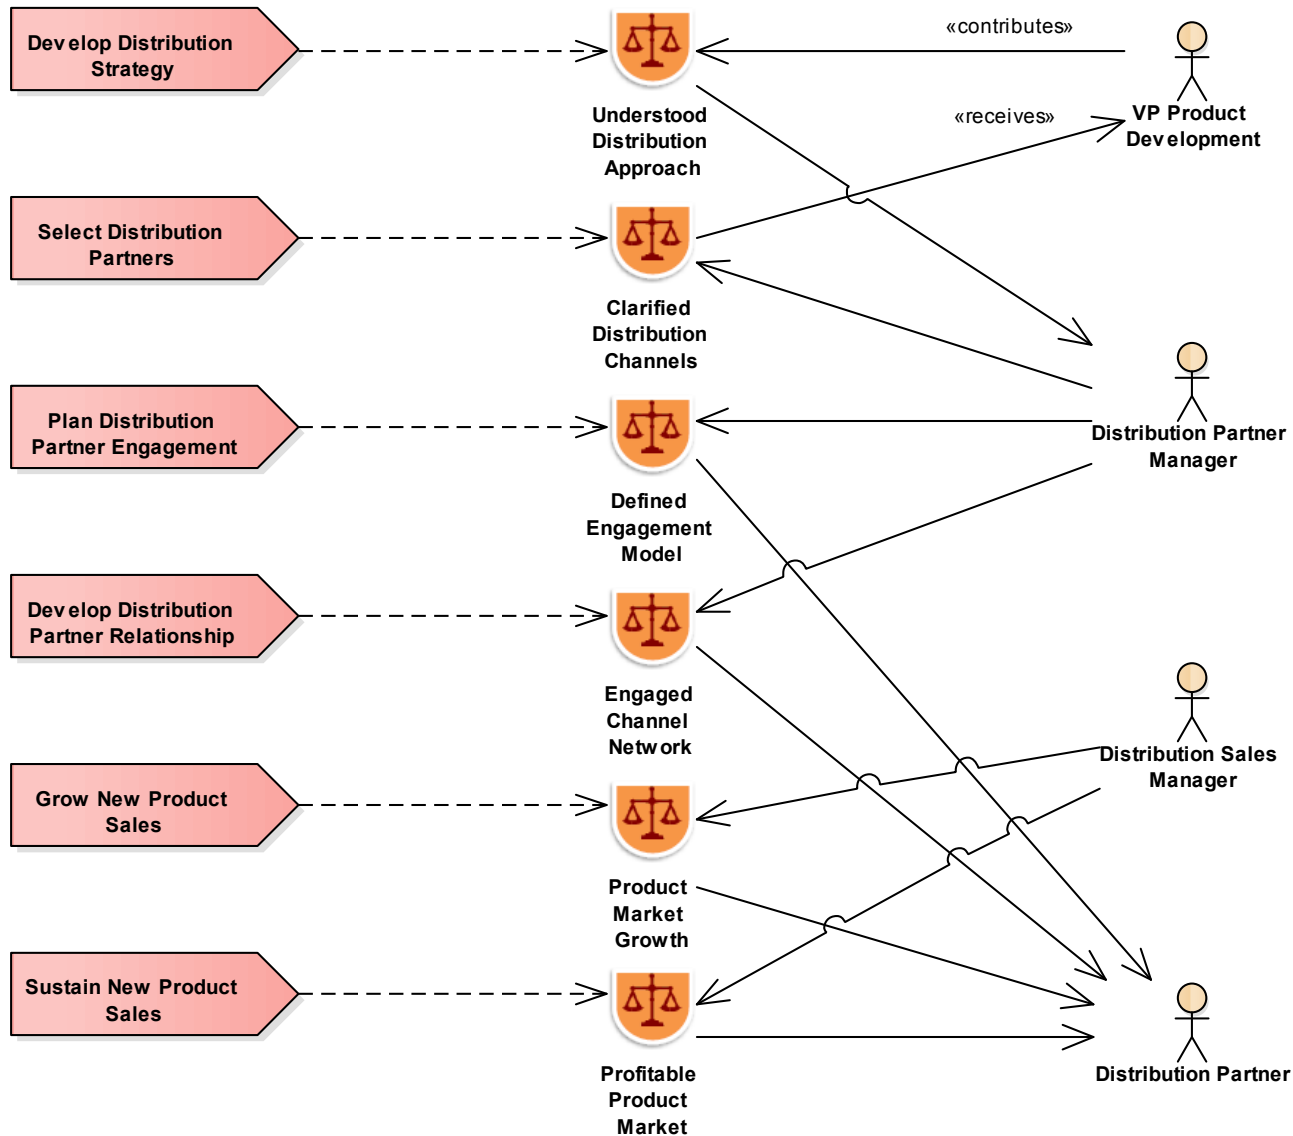 Develop Distribution
Strategy
«contributes»
Understood
Distribution
Approach
«receives»
VP Product
Development
Select Distribution
Partners
Clarified
Distribution
Channels
Plan Distribution
Partner Engagement
Distribution Partner
Manager
Defined
Engagement
Model
Develop Distribution
Partner Relationship
Engaged
Channel
Network
Distribution Sales
Manager
Grow New Product
Sales
Product
Market
Growth
Sustain New Product
Sales
Profitable
Product
Market
Distribution Partner